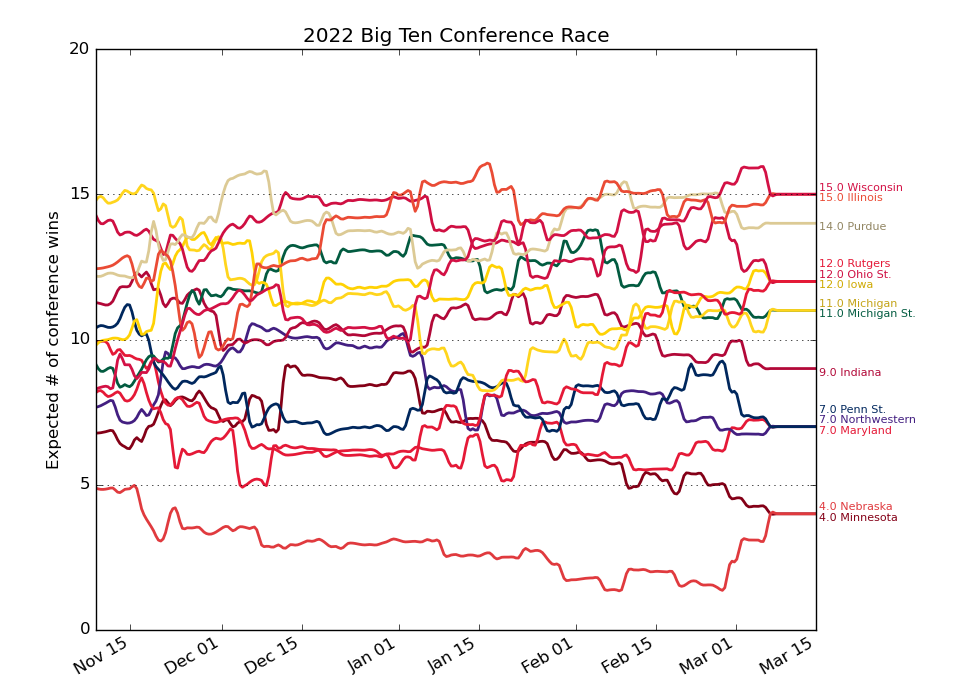 2022 Big Ten Conference Race
Expected # of conference wins
20
15
10
5
0
15.0 Wisconsin
15.0 Illinois
14.0 Purdue
12.0 Rutgers
12.0 Ohio St.
12.0 Iowa
11.0 Michigan
11.0 Michigan St.
9.0 Indiana
7.0 Penn St.
7.0 Northwestern
7.0 Maryland
4.0 Nebraska
4.0 Minnesota
Nov 15
Dec 01
Dec 15
Jan 01
Jan 15
Feb 01
Feb 15
Mar 01
Mar 15